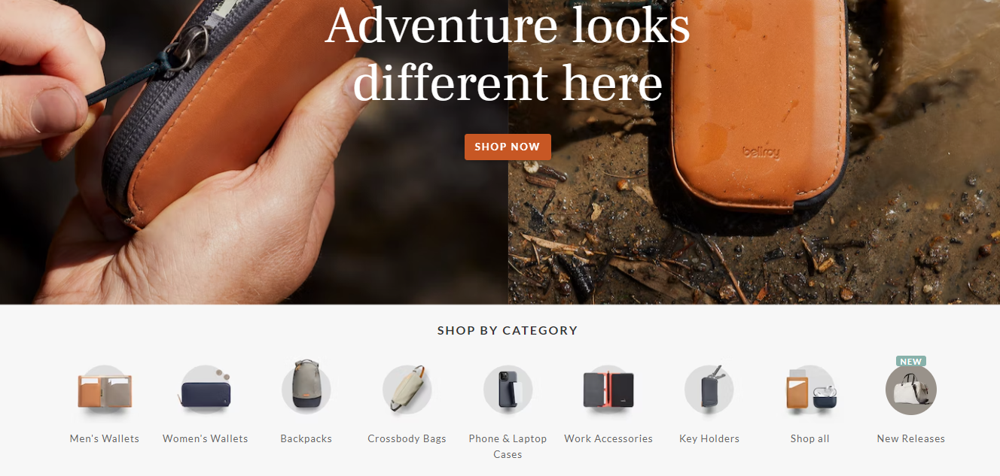 Adventure looks
different here
SHOP NOW
bellroy
SHOP BY CATEGORY
NEW
Men's Wallets
Women's Wallets
Backpacks
Crossbody Bags
Phone & Laptop
Cases
Work Accessories
Key Holders
Shop all
New Releases